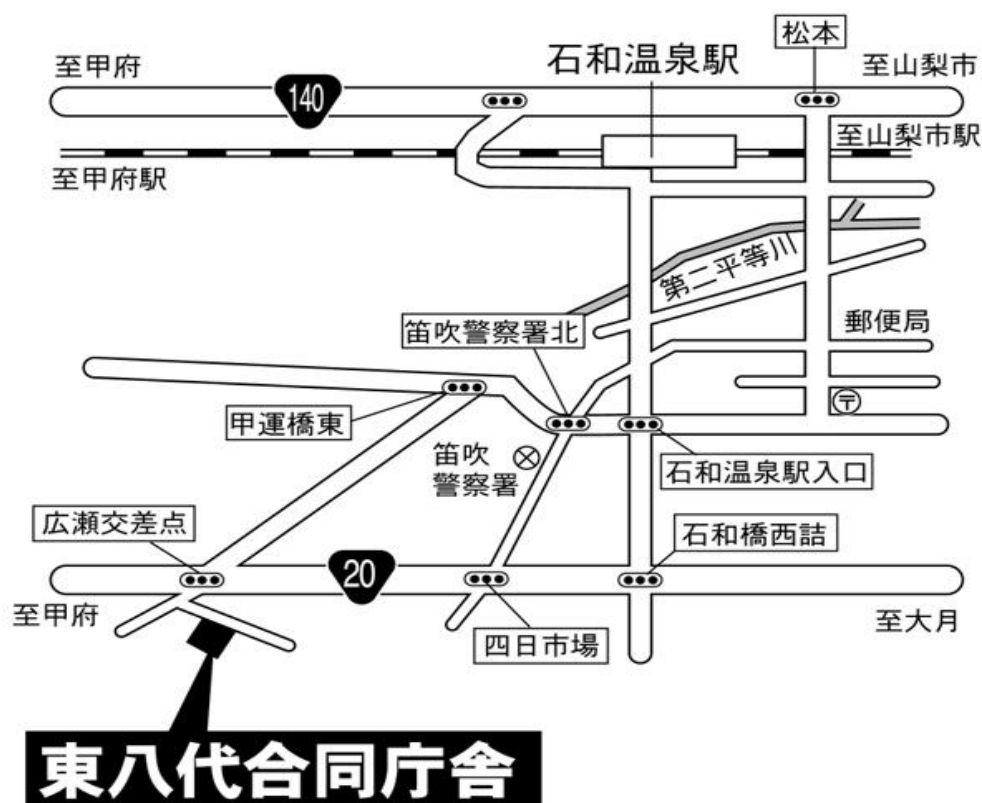 松本
至甲府
石和温泉駅
至山梨市
140
至山梨市駅
至甲府駅
第二平等川
笛吹警察署北
郵便局
甲運橋東
〒
笛吹
警察署
石和温泉駅入口
広瀬交差点
石和橋西詰
20
至甲府
至大月
四日市場
東八代合同庁舎